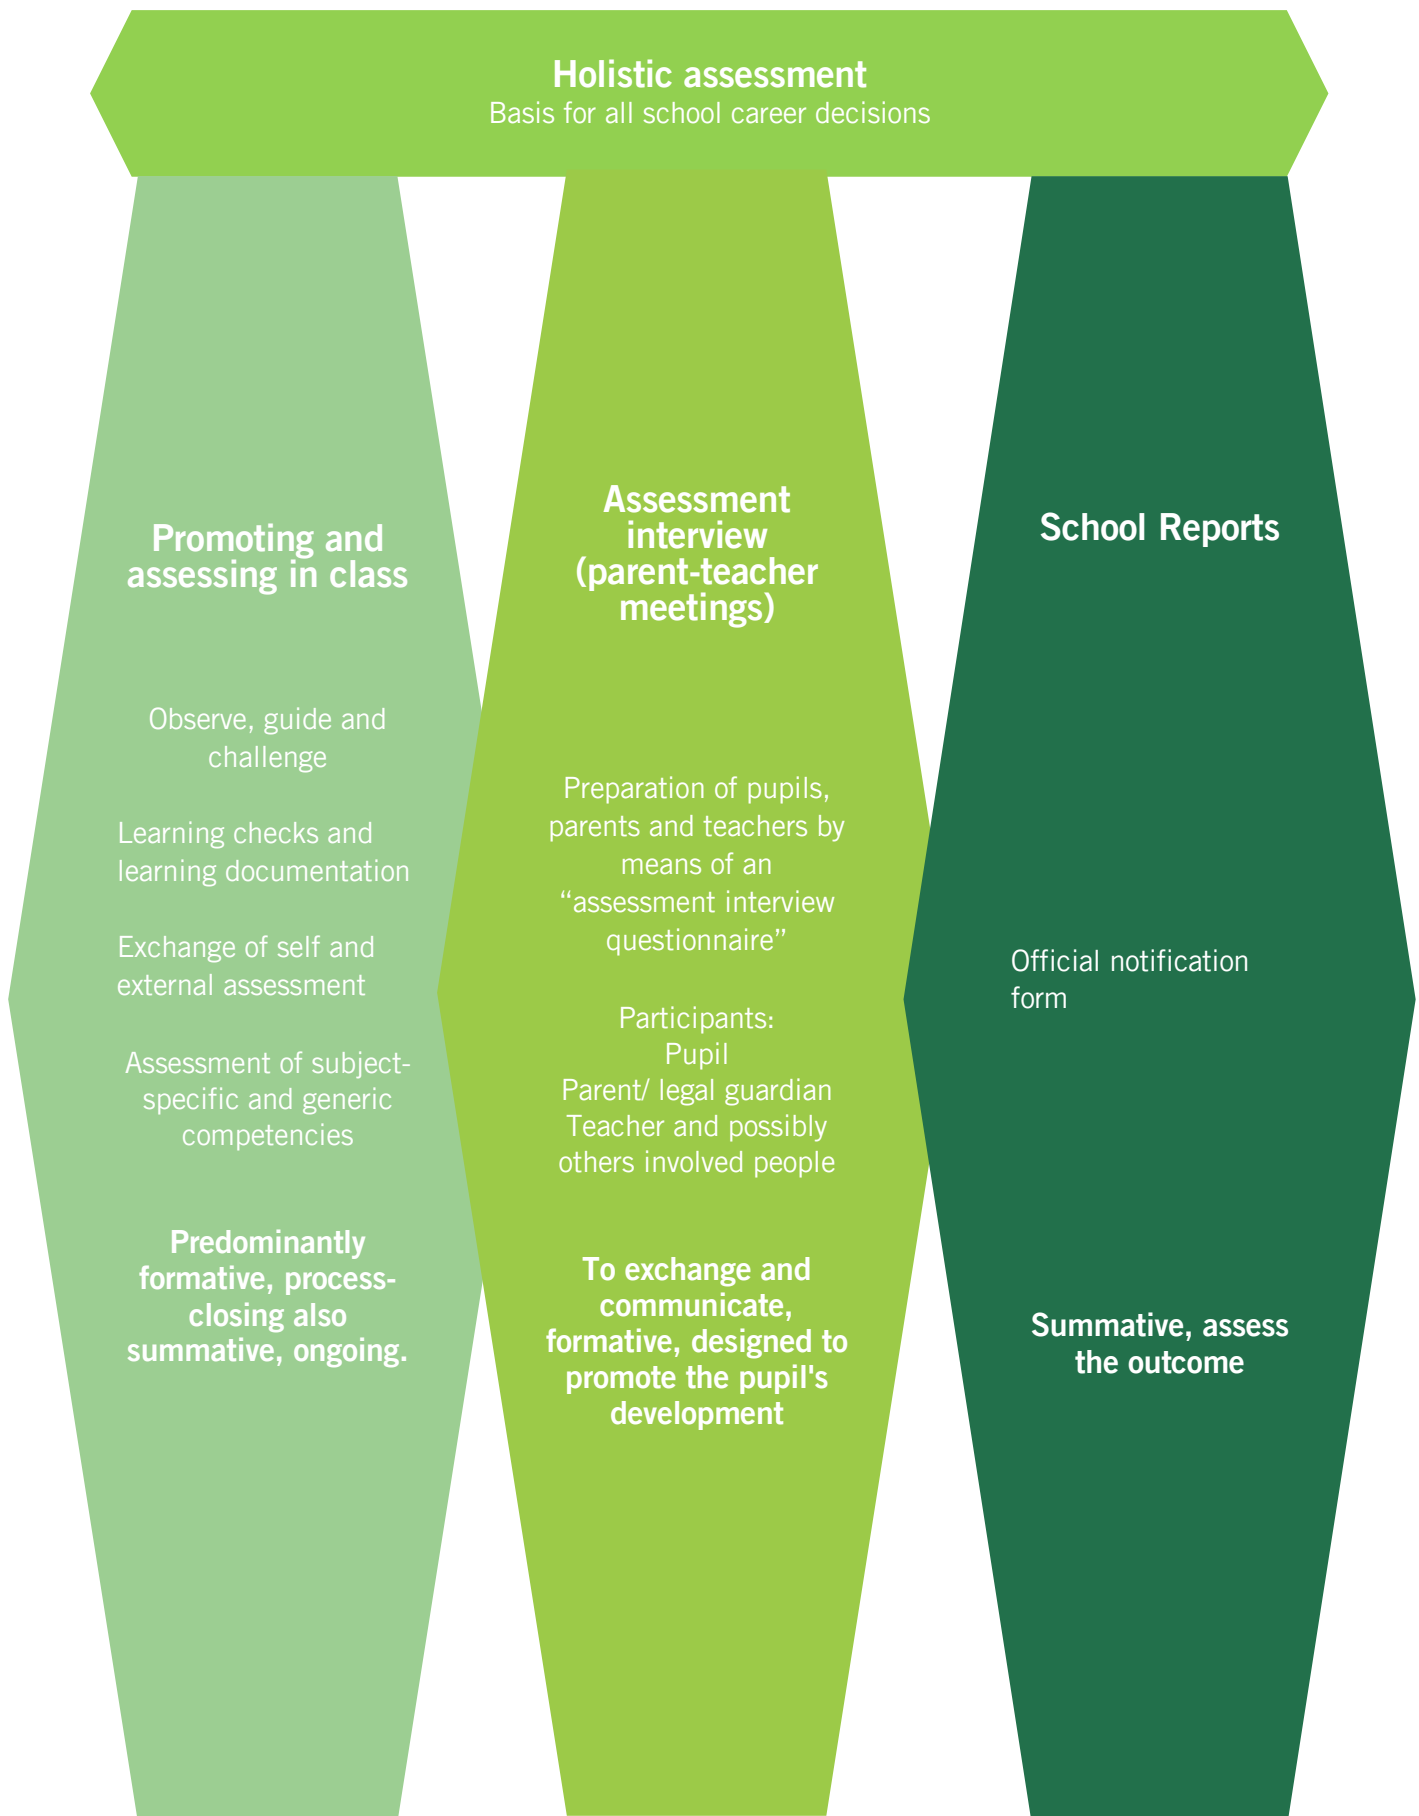 Holistic assessment
Basis for all school career decisions
Promoting and
assessing in class
Observe, guide and
challenge
Learning checks and
learning documentation
Exchange of self and
external assessment
Assessment of subject-
specific and generic
competencies
Predominantly
formative, process-
closing also
summative, ongoing.
Assessment
interview
(parent-teacher
meetings)
Preparation of pupils,
parents and teachers by
means of an
“assessment interview
questionnaire”
Participants:
Pupil
Parent/ legal guardian
Teacher and possibly
others involved people
To exchange and
communicate,
formative, designed to
promote the pupil's
development
School Reports
Official notification
form
Summative, assess
the outcome